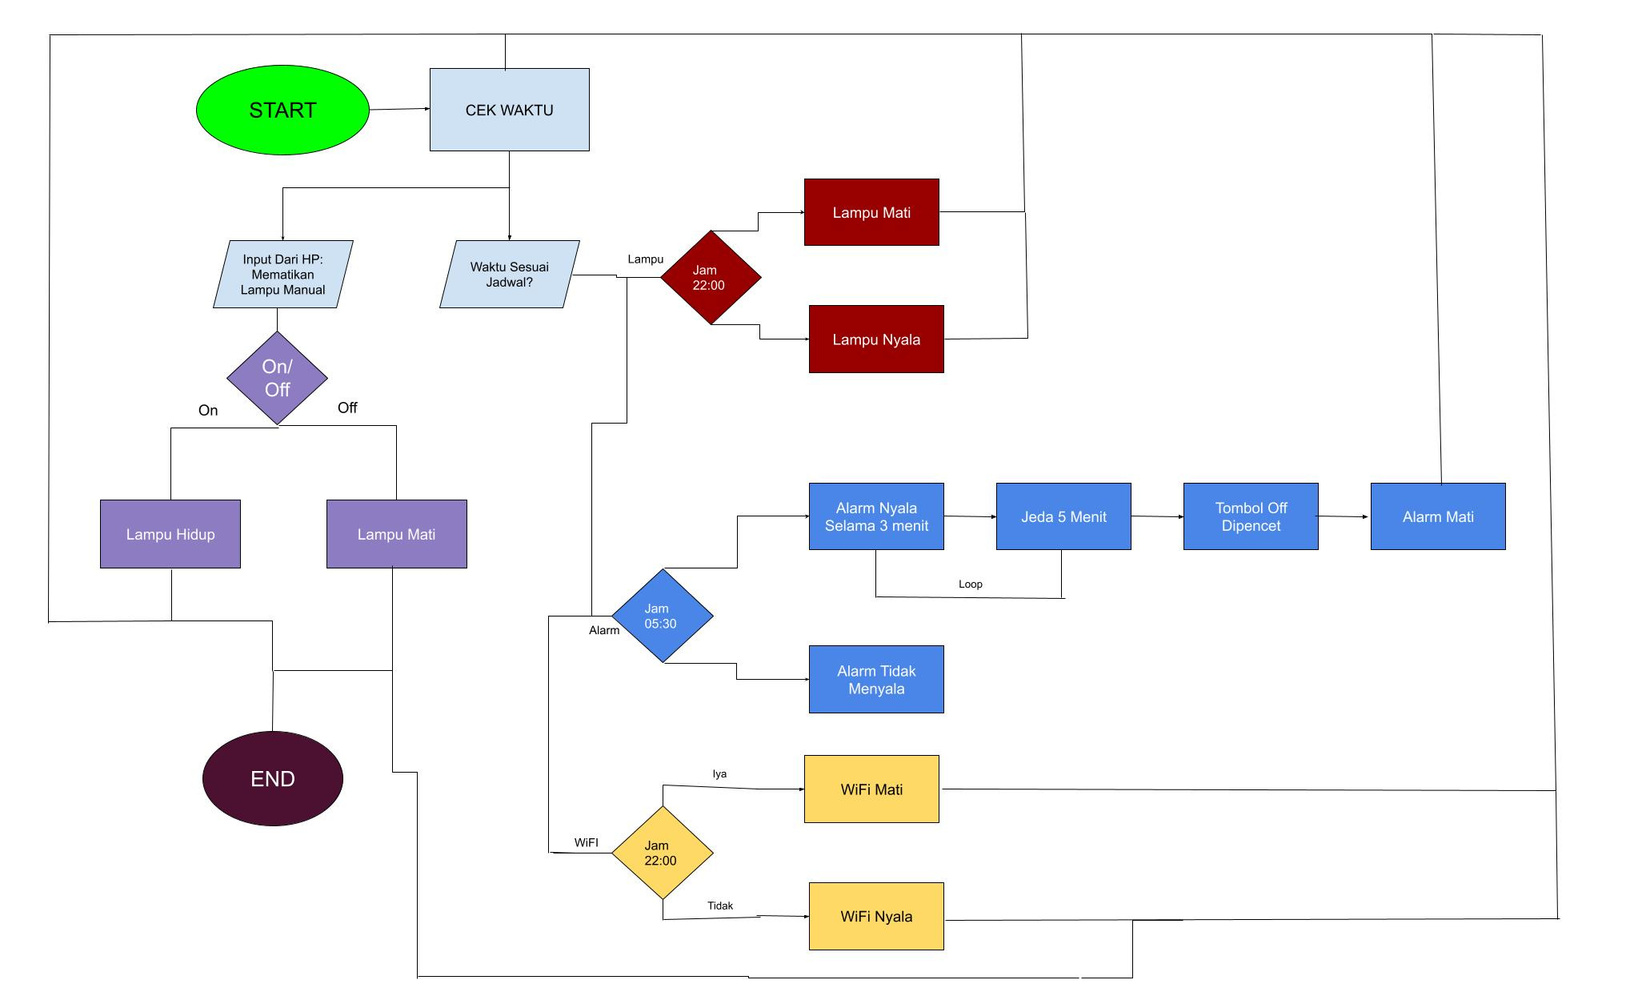 START
CEK WAKTU
Input Dari HP:
Mematikan
Lampu Manual
Waktu Sesuai
Jadwal?
Lampu
Jam
22:00
Lampu Mati
Lampu Nyala
On/
Off
On
Off
Lampu Hidup
Lampu Mati
END
Alarm
Jam
05:30
Alarm Nyala
Selama 3 menit
Jeda 5 Menit
Tombol Off
Dipencet
Alarm Mati
Loop
Alarm Tidak
Menyala
WiFI
Jam
22:00
Iya
WiFi Mati
Tidak
WiFi Nyala